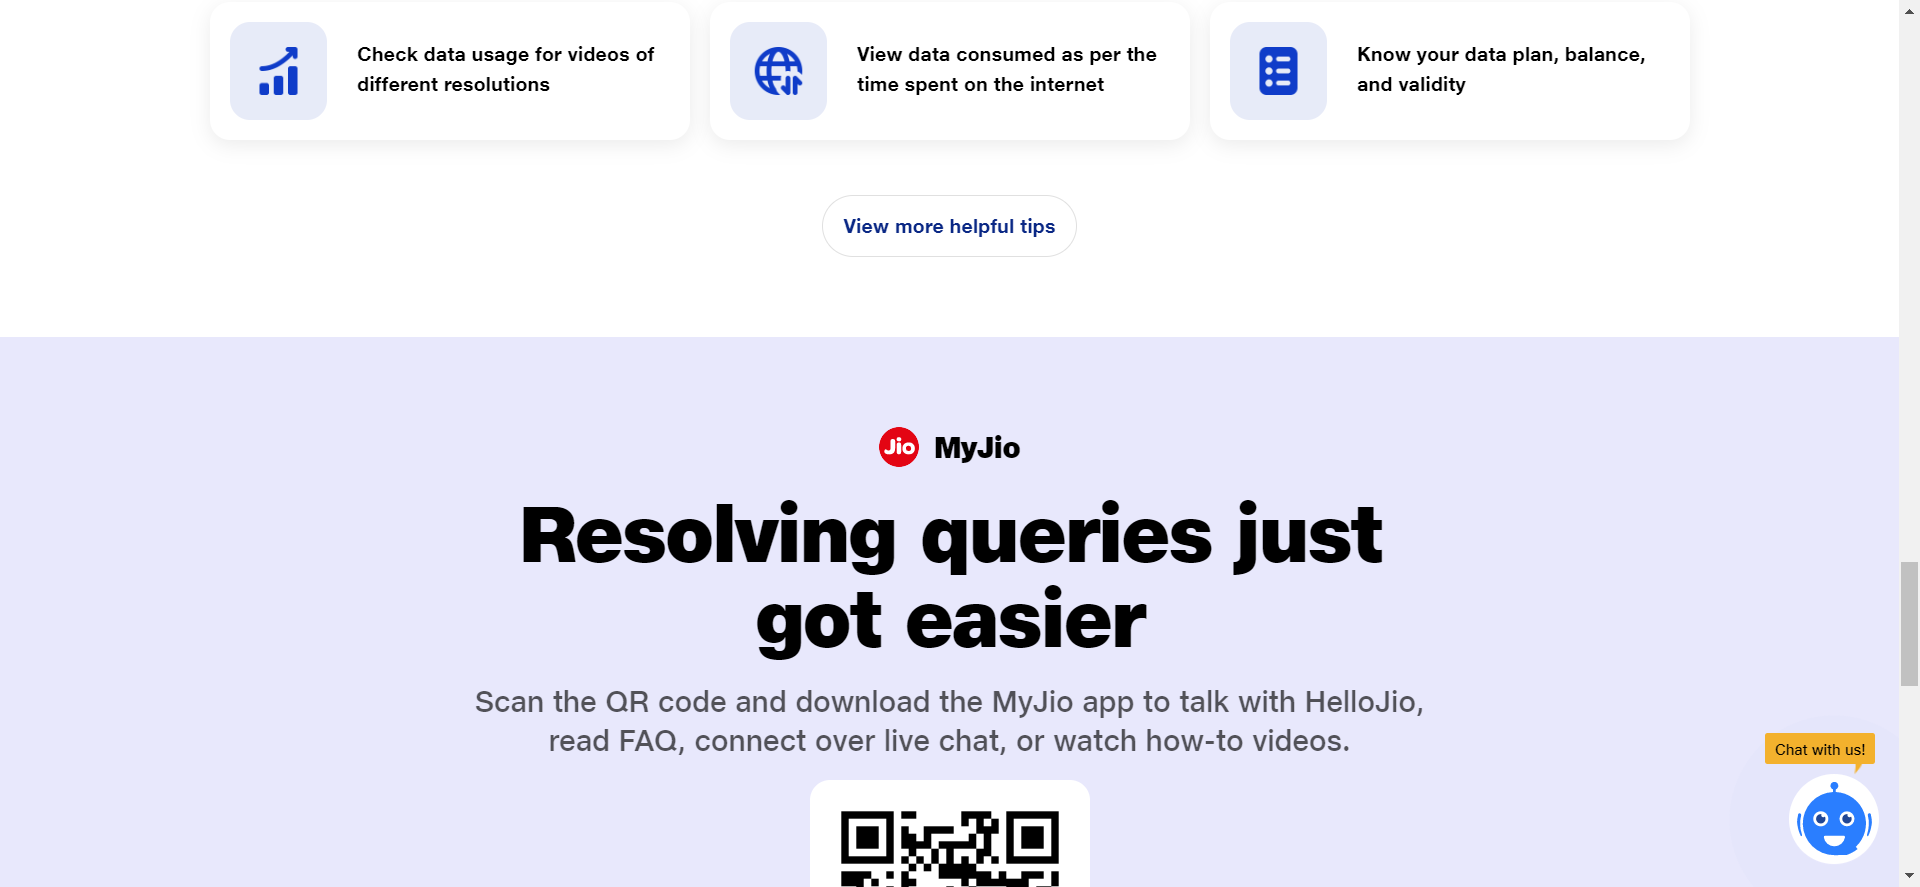 Check data usage for videos of
different resolutions
View data consumed as per the
time spent on the internet
Know your data plan, balance,
and validity
View more helpful tips
Jio MyJio
Resolving queries just
got easier
Scan the QR code and download the MyJio app to talk with HelloJio,
read FAQ, connect over live chat, or watch how-to videos.
Chat with us!